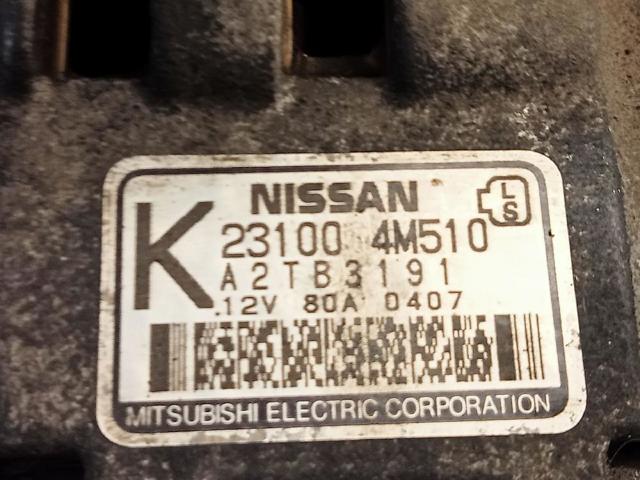 NISSAN
L
S
K
23100 4M510
A2TB3191
12V 80A 0407
MITSUBISHI ELECTRIC CORPORATION